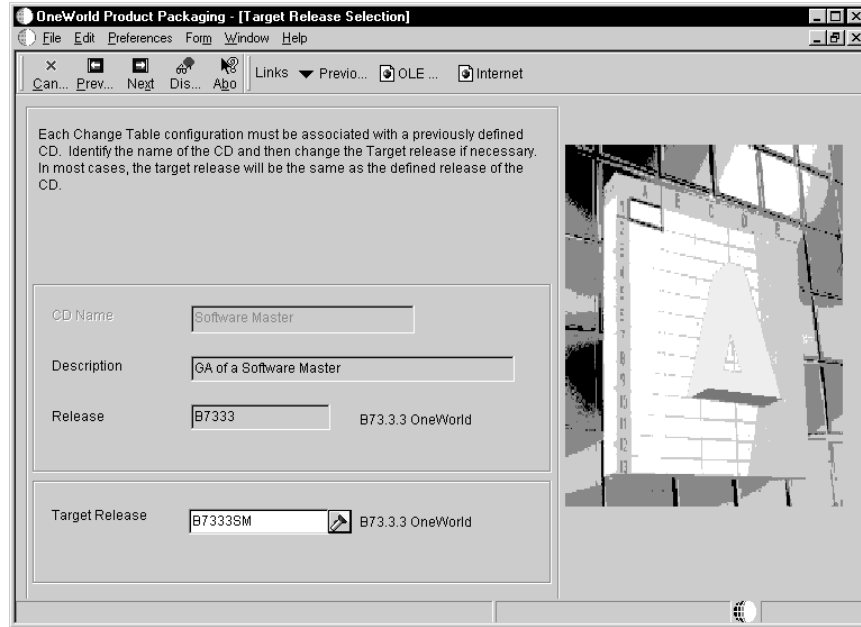 OneWorld Product Packaging - [Target Release Selection]
File Edit Preferences Form Window Help
Can... Prev... Next Dis... Abo Links Previo... OLE ... Internet
Each Change Table configuration must be associated with a previously defined
CD. Identify the name of the CD and then change the Target release if necessary.
In most cases, the target release will be the same as the defined release of the
CD.
CD Name Software Master
Description GA of a Software Master
Release B7333 B73.3.3 OneWorld
Target Release B7333SM B73.3.3 OneWorld